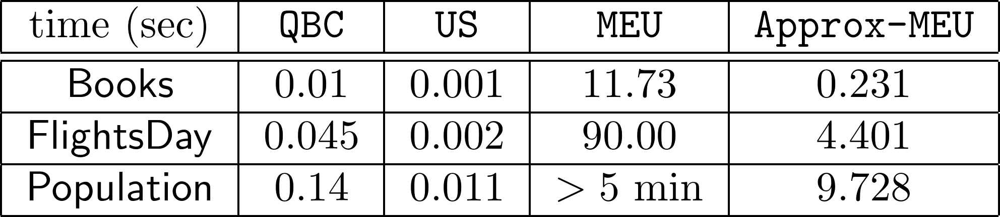 time (sec) QBC US MEU Approx-MEU
Books 0.01 0.001 11.73 0.231
FlightsDay 0.045 0.002 90.00 4.401
Population 0.14 0.011 > 5 min 9.728